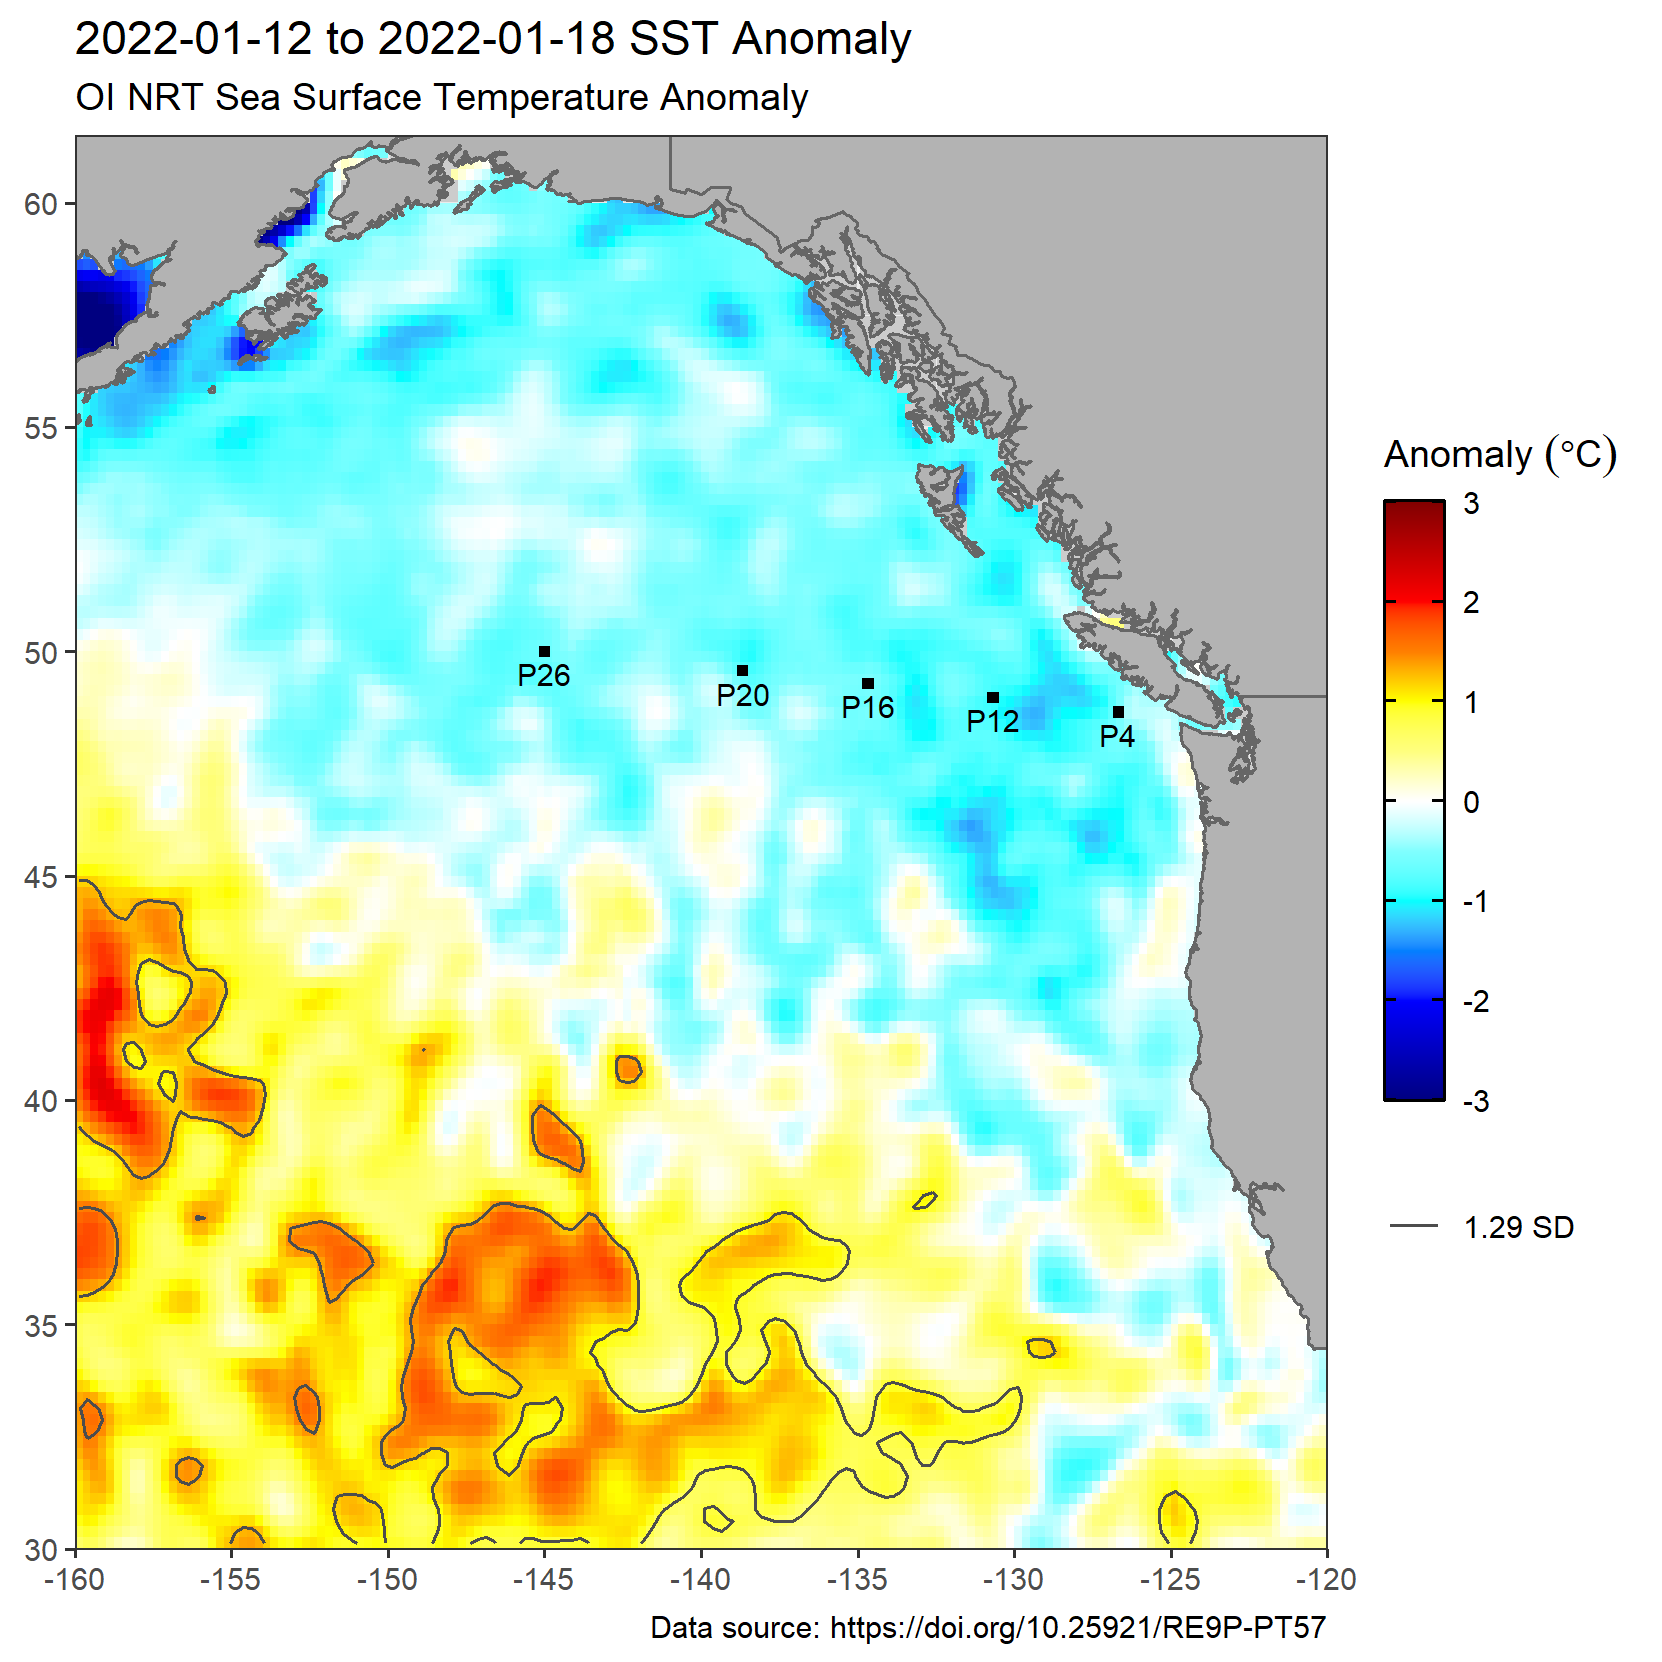 2022-01-12 to 2022-01-18 SST Anomaly
OI NRT Sea Surface Temperature Anomaly
60
55
50
45
40
35
30
-160
-155
-150
-145
-140
-135
-130
-125
-120
P26
P20
P16
P12
P4
Anomaly (°C)
3
2
1
0
-1
-2
-3
1.29 SD
Data source: https://doi.org/10.25921/RE9P-PT57